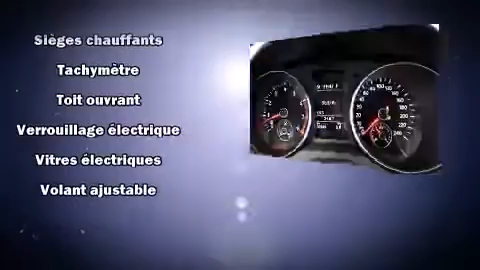 Sièges chauffants
Tachymètre
Toit ouvrant
Verrouillage électrique
Vitres électriques
Volant ajustable